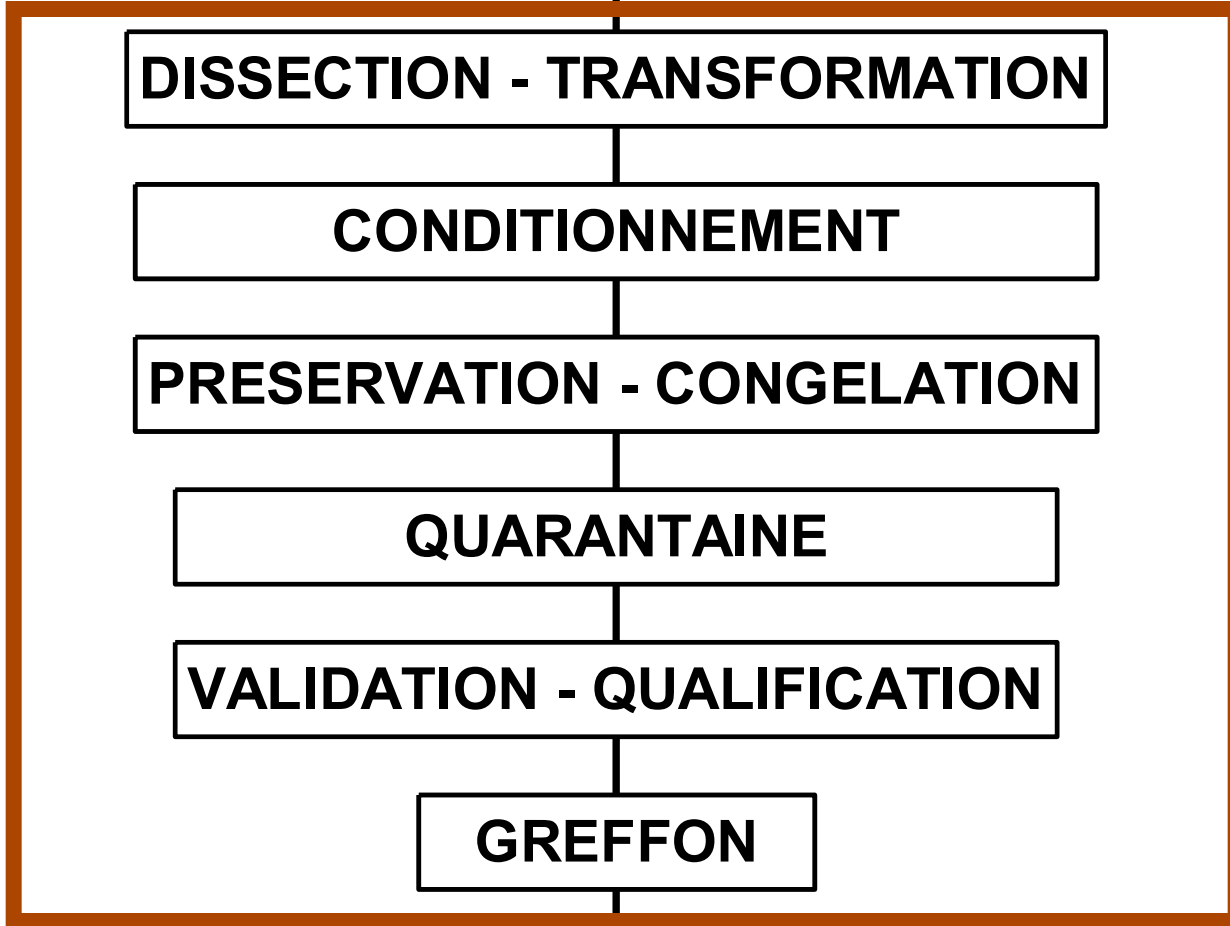 DISSECTION - TRANSFORMATION
CONDITIONNEMENT
PRESERVATION - CONGELATION
QUARANTAINE
VALIDATION - QUALIFICATION
GREFFON